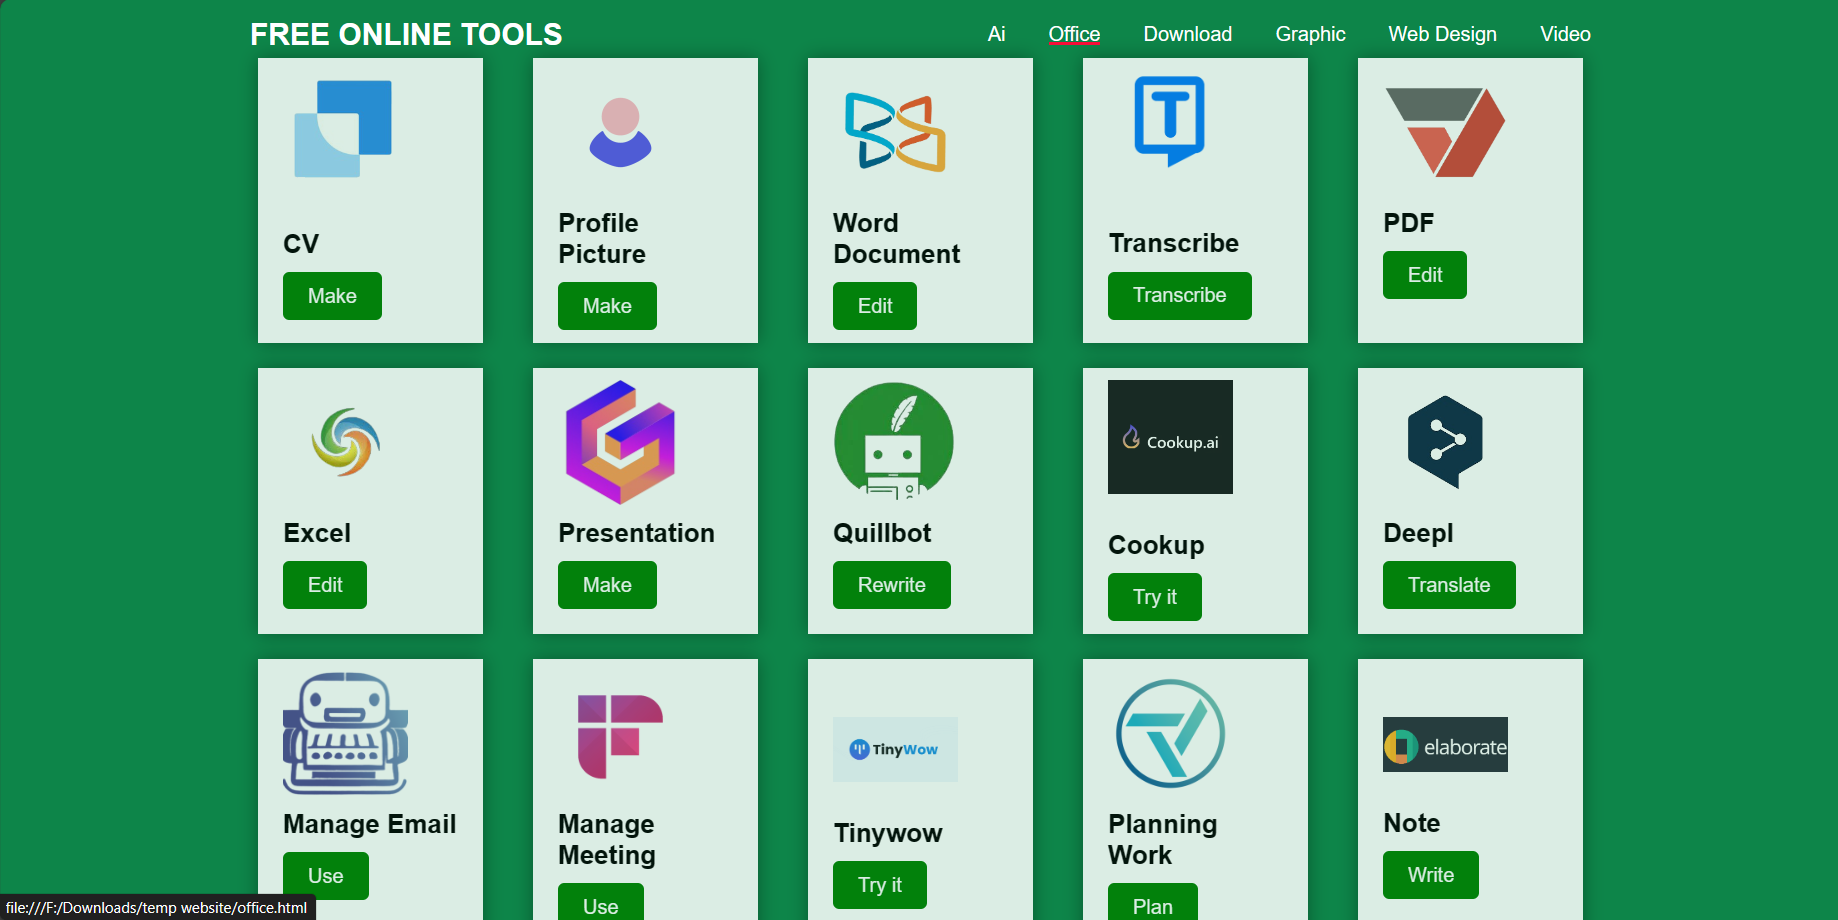 FREE ONLINE TOOLS
Ai
Office
Download
Graphic
Web Design
Video
CV
Make
Profile
Picture
Make
Word
Document
Edit
T
Transcribe
Transcribe
PDF
Edit
Excel
Edit
Presentation
Make
Quillbot
Rewrite
Cookup.ai
Cookup
Try it
Deepl
Translate
Manage Email
Use
Manage
Meeting
Use
TinyWow
Tinywow
Try it
Planning
Work
Plan
elaborate
Note
Write
file:///F:/Downloads/temp website/office.html